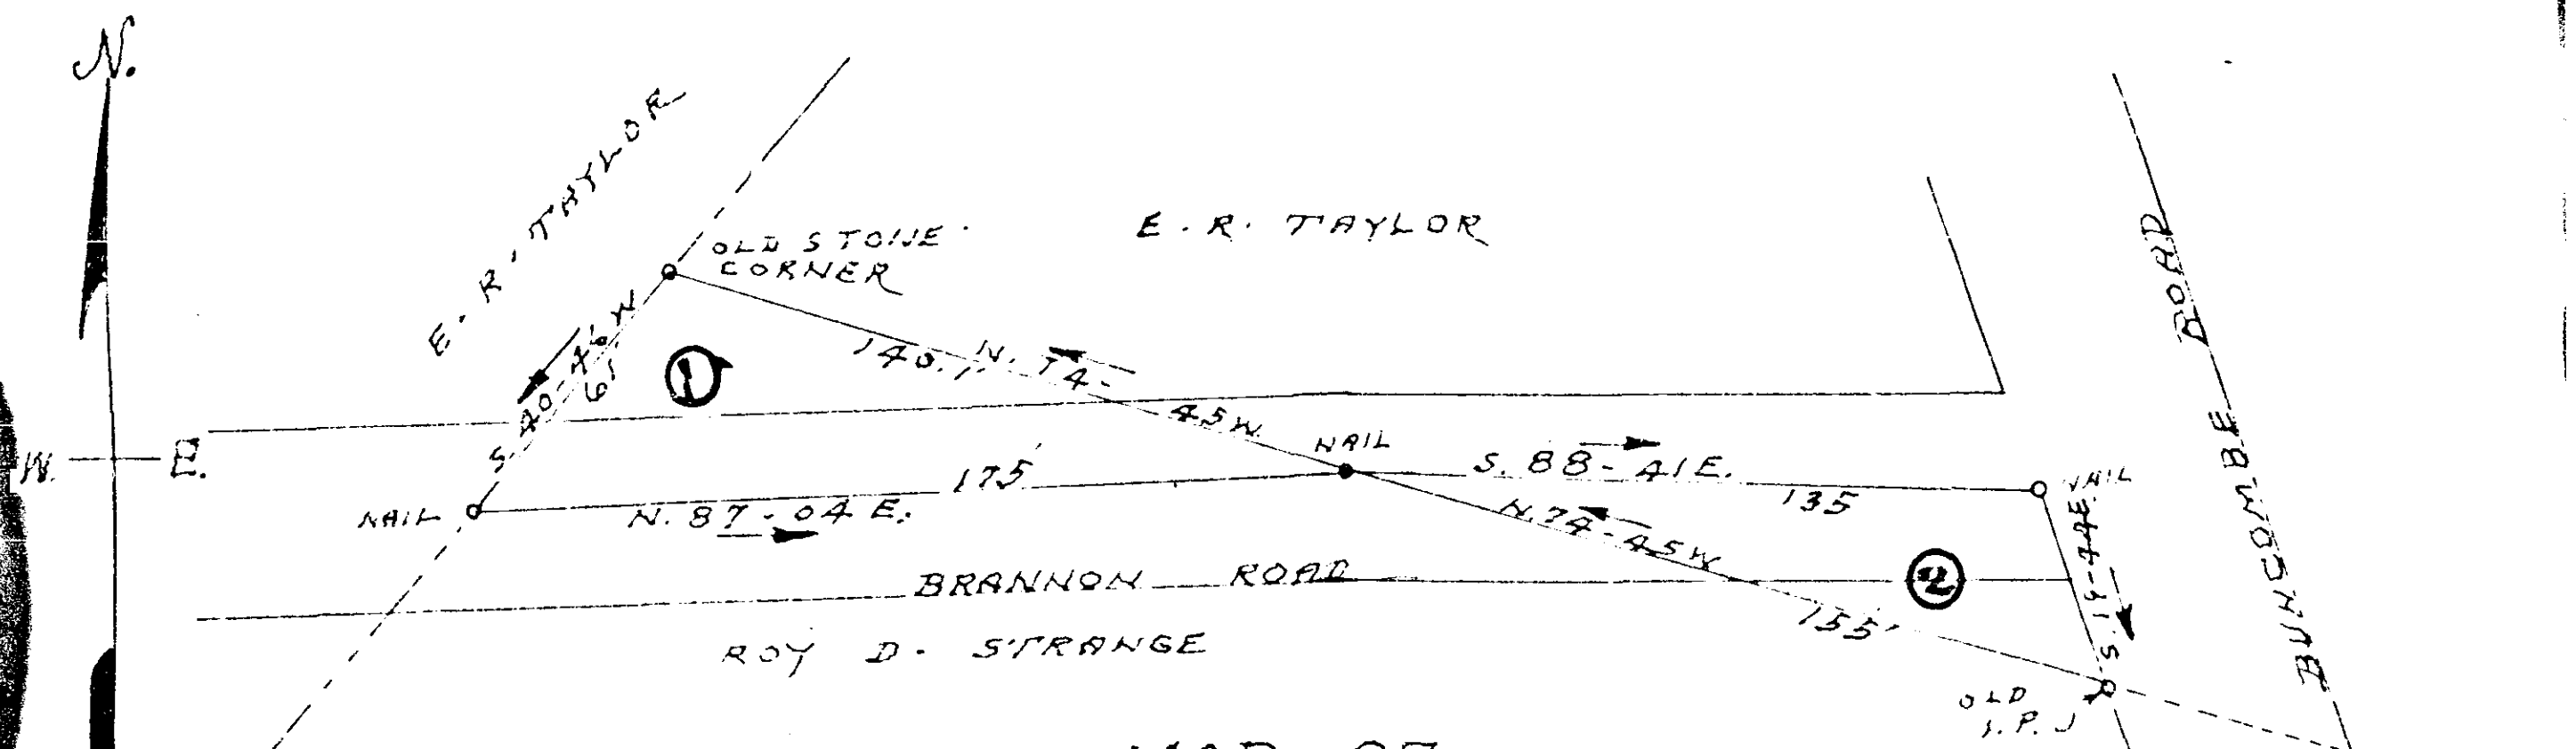 N.
E. R. TAYLOR
OLD STONE
CORNER
E. R. TAYLOR
ROAD
BUNCOMBE
S. 40-46 W
61'
1
140.1'
N. 74-
45 W
W.
E.
NAIL
S. 88-41 E.
135
NAIL
175'
NAIL
N. 87-04 E.
N. 74-45 W
155'
BRANNON ROAD
2
ROY D. STRANGE
OLD
I.P.